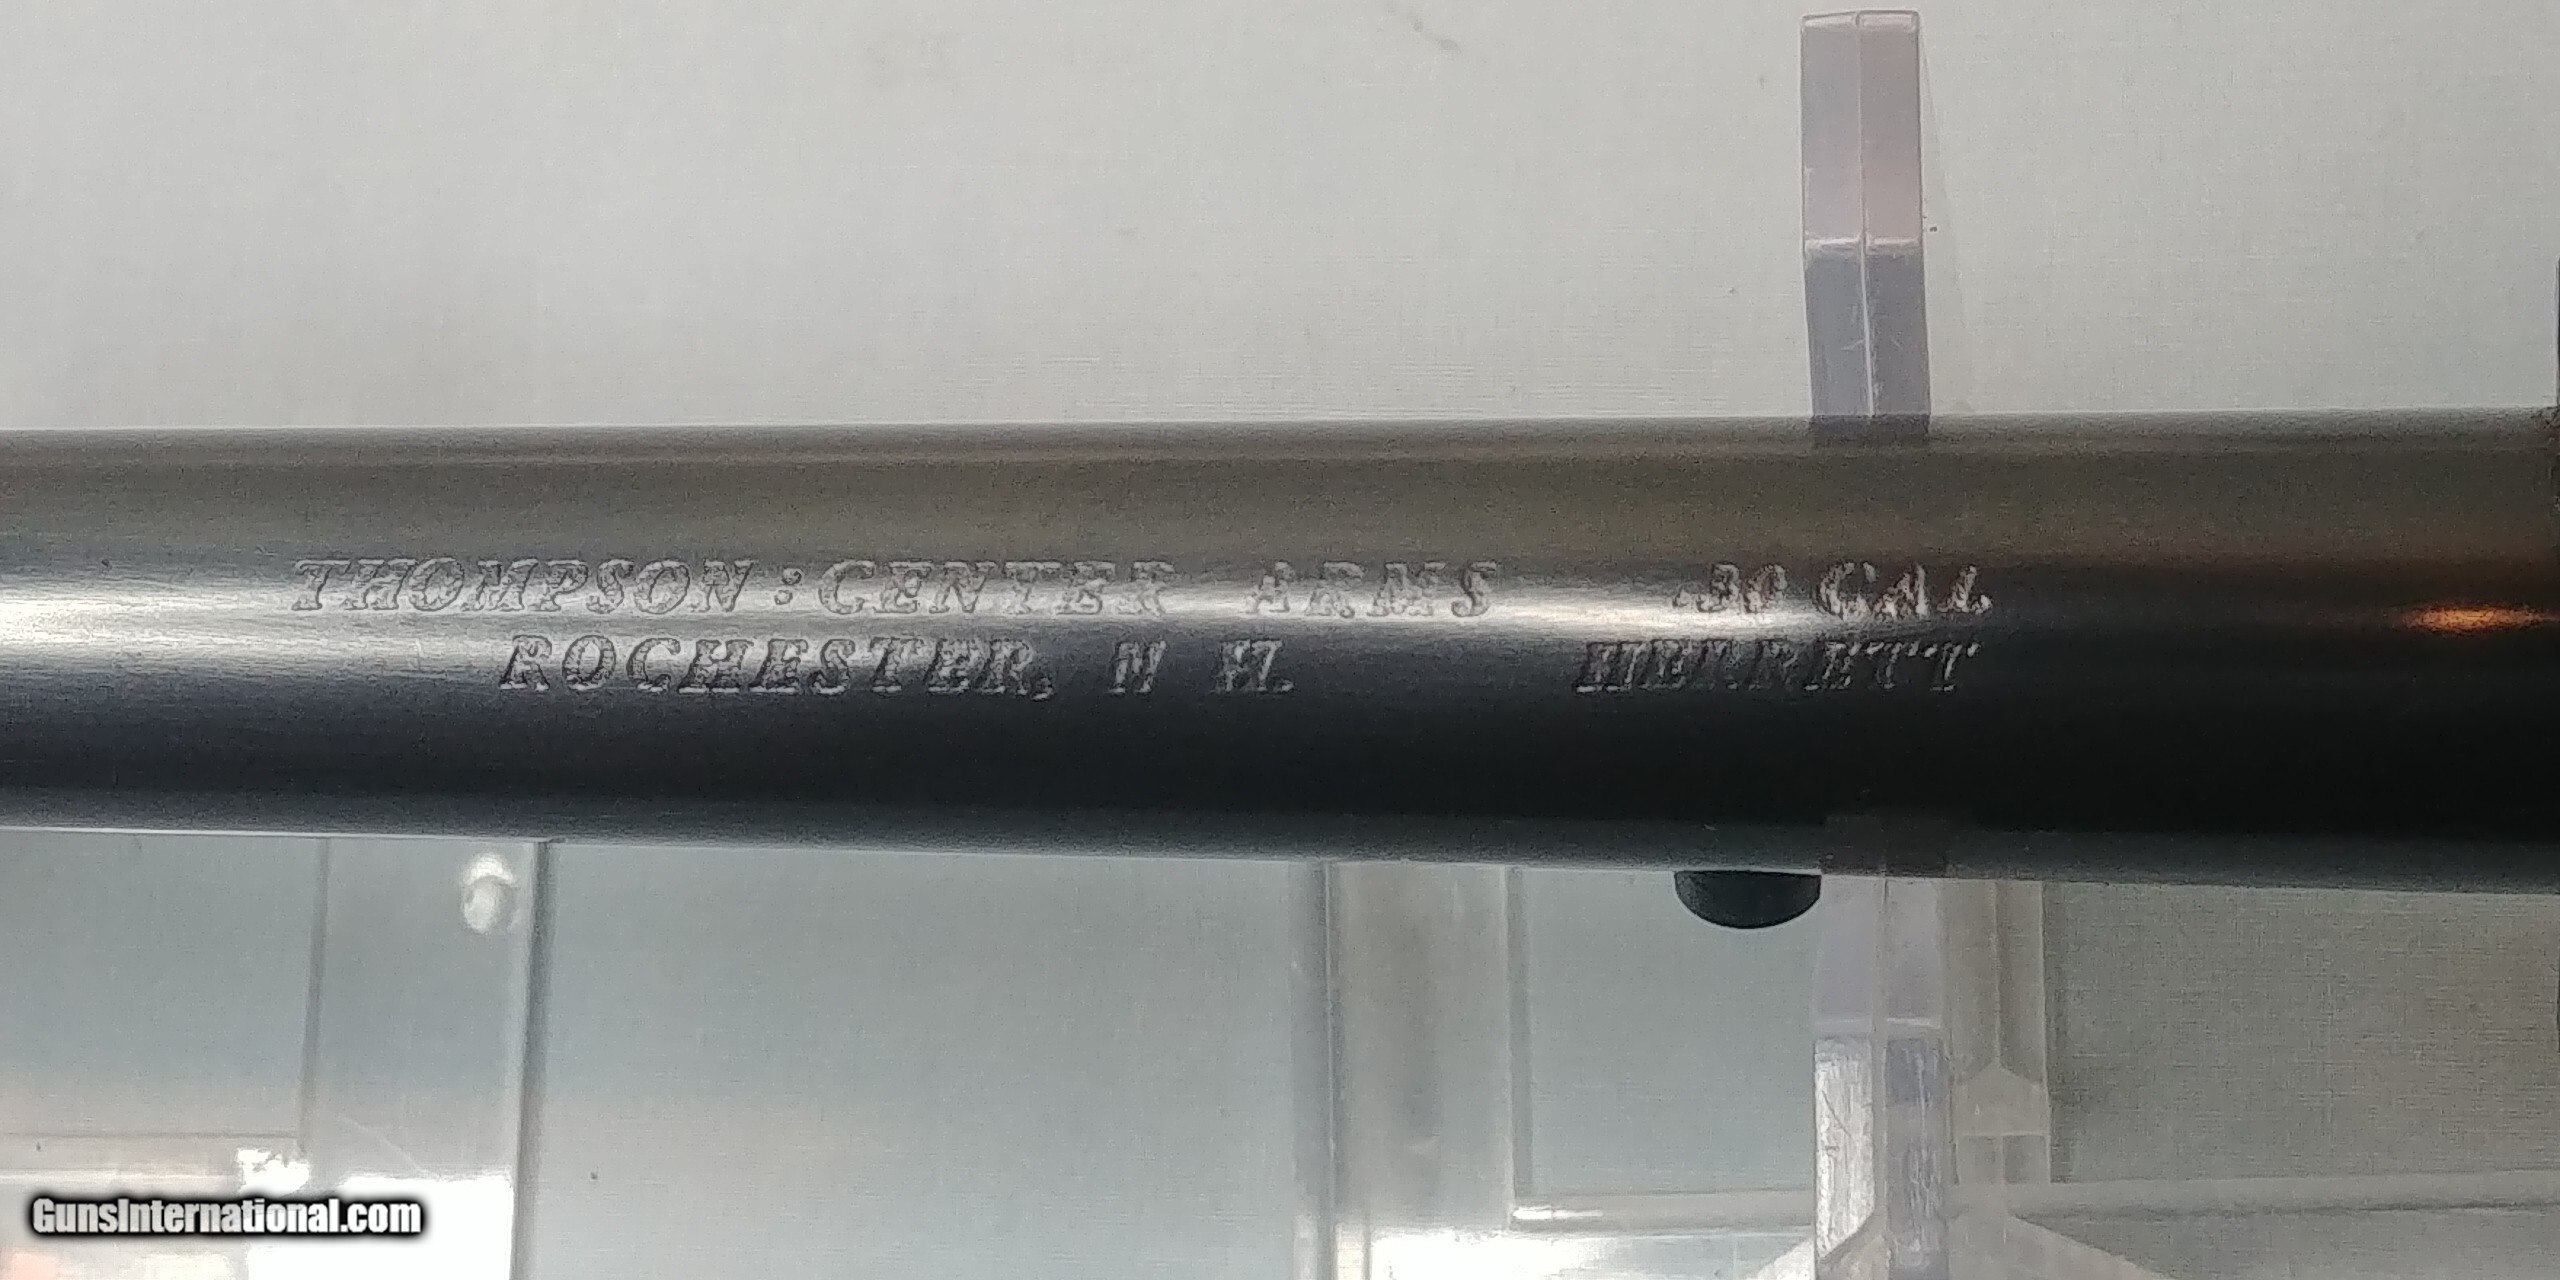 THOMPSON:CENTER ARMS .30 CAL
ROCHESTER, N H. HERRETT
GunsInternational.com